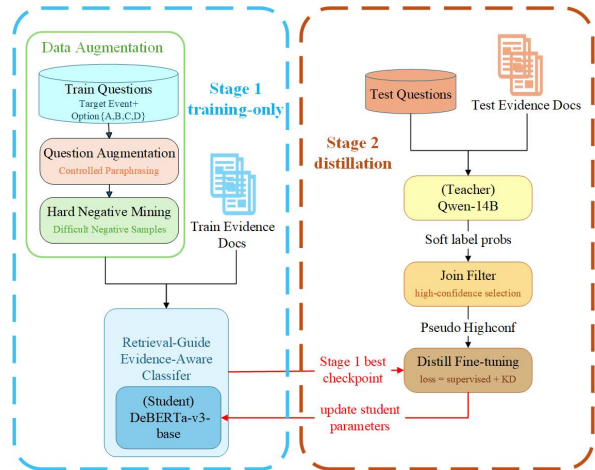 Data Augmentation
Train Questions
Target Event+
Option{A,B,C,D}
Question Augmentation
Controlled Paraphrasing
Hard Negative Mining
Difficult Negative Samples
Stage 1
training-only
Train Evidence
Docs
Retrieval-Guide
Evidence-Aware
Classifer
(Student)
DeBERTa-v3-
base
Stage 1 best
checkpoint
update student
parameters
Stage 2
distillation
Test Questions
Test Evidence Docs
(Teacher)
Qwen-14B
Soft label probs
Join Filter
high-confidence selection
Pseudo Highconf
Distill Fine-tuning
loss = supervised + KD